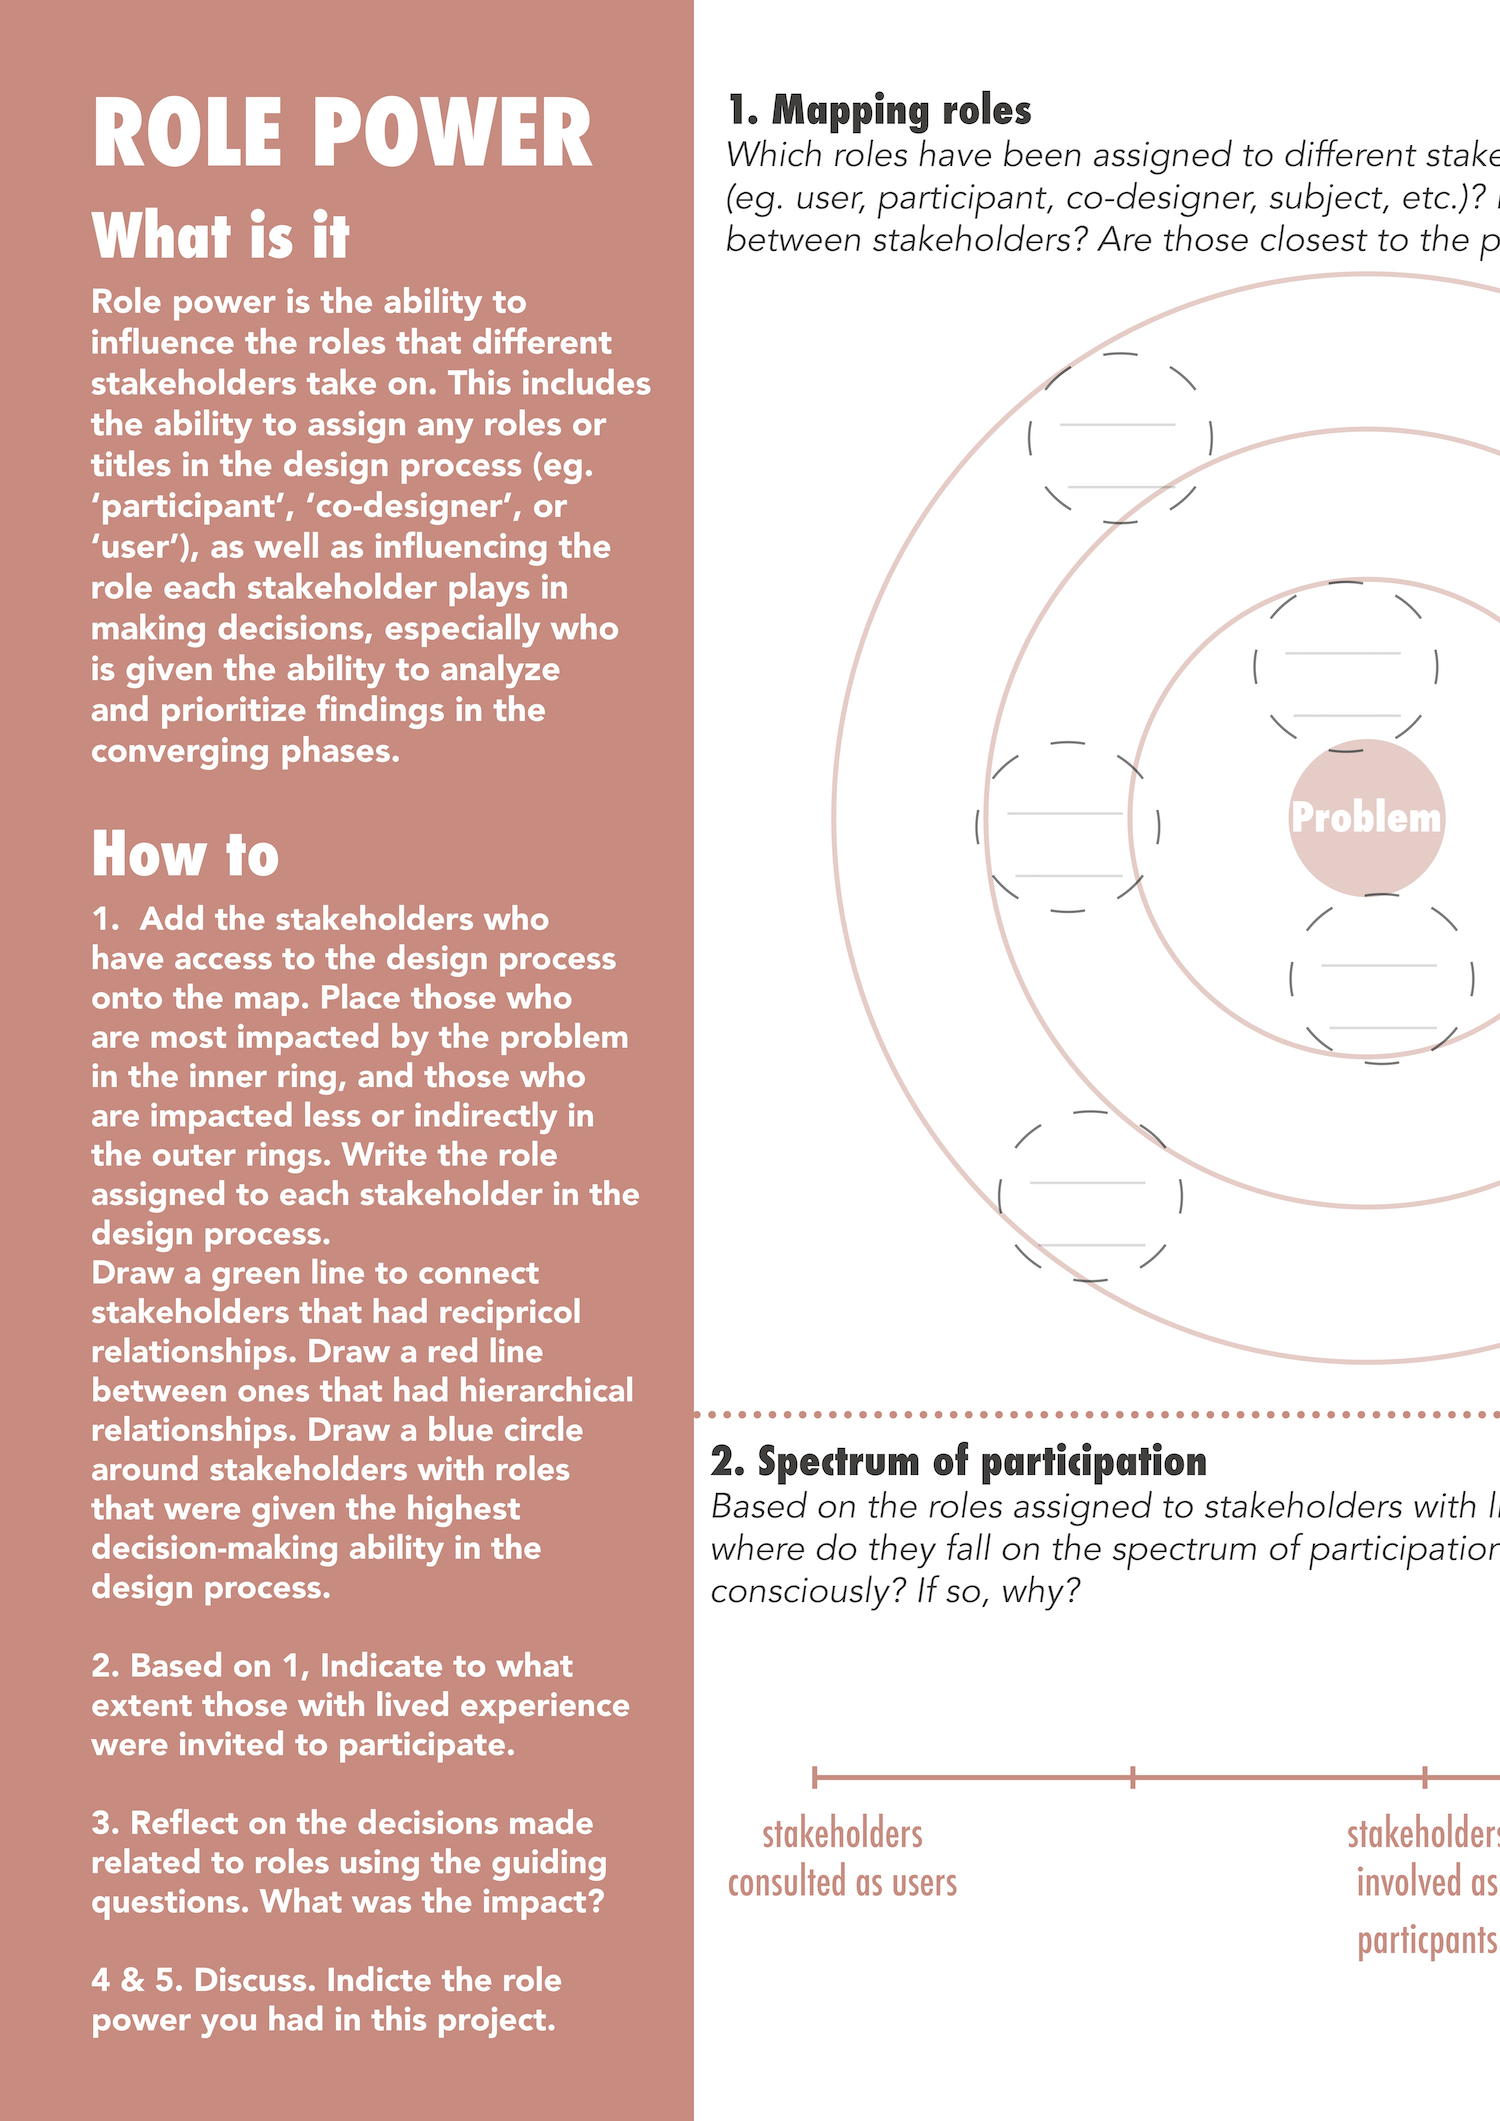 ROLE POWER
What is it
Role power is the ability to
influence the roles that different
stakeholders take on. This includes
the ability to assign any roles or
titles in the design process (eg.
‘participant’, ‘co-designer’, or
‘user’), as well as influencing the
role each stakeholder plays in
making decisions, especially who
is given the ability to analyze
and prioritize findings in the
converging phases.
How to
1. Add the stakeholders who
have access to the design process
onto the map. Place those who
are most impacted by the problem
in the inner ring, and those who
are impacted less or indirectly in
the outer rings. Write the role
assigned to each stakeholder in the
design process.
Draw a green line to connect
stakeholders that had recipricol
relationships. Draw a red line
between ones that had hierarchical
relationships. Draw a blue circle
around stakeholders with roles
that were given the highest
decision-making ability in the
design process.
2. Based on 1, Indicate to what
extent those with lived experience
were invited to participate.
3. Reflect on the decisions made
related to roles using the guiding
questions. What was the impact?
4 & 5. Discuss. Indicte the role
power you had in this project.
1. Mapping roles
Which roles have been assigned to different stake
(eg. user, participant, co-designer, subject, etc.)?
between stakeholders? Are those closest to the p
Problem
2. Spectrum of participation
Based on the roles assigned to stakeholders with li
where do they fall on the spectrum of participation
consciously? If so, why?
stakeholders
consulted as users
stakeholders
involved as
particpants